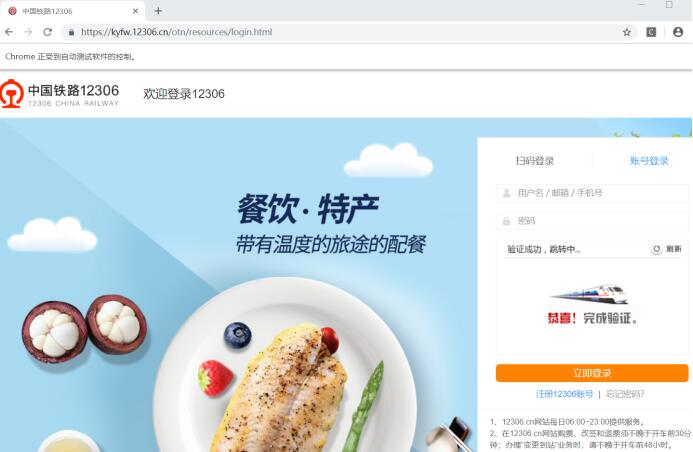 中国铁路12306
https://kyfw.12306.cn/otn/resources/login.html
Chrome 正受到自动测试软件的控制。
中国铁路12306
12306 CHINA RAILWAY
欢迎登录12306
餐饮·特产
带有温度的旅途的配餐
扫码登录
账号登录
用户名 / 邮箱 / 手机号
密码
验证成功，跳转中...
刷新
恭喜！完成验证。
立即登录
注册12306账号 | 忘记密码?
1、12306.cn网站每日06:00~23:00提供服务。
2、在12306.cn网站购票、改签和退票须不晚于开车前30分
钟；办理“变更到站”业务时，请不晚于开车前48小时。